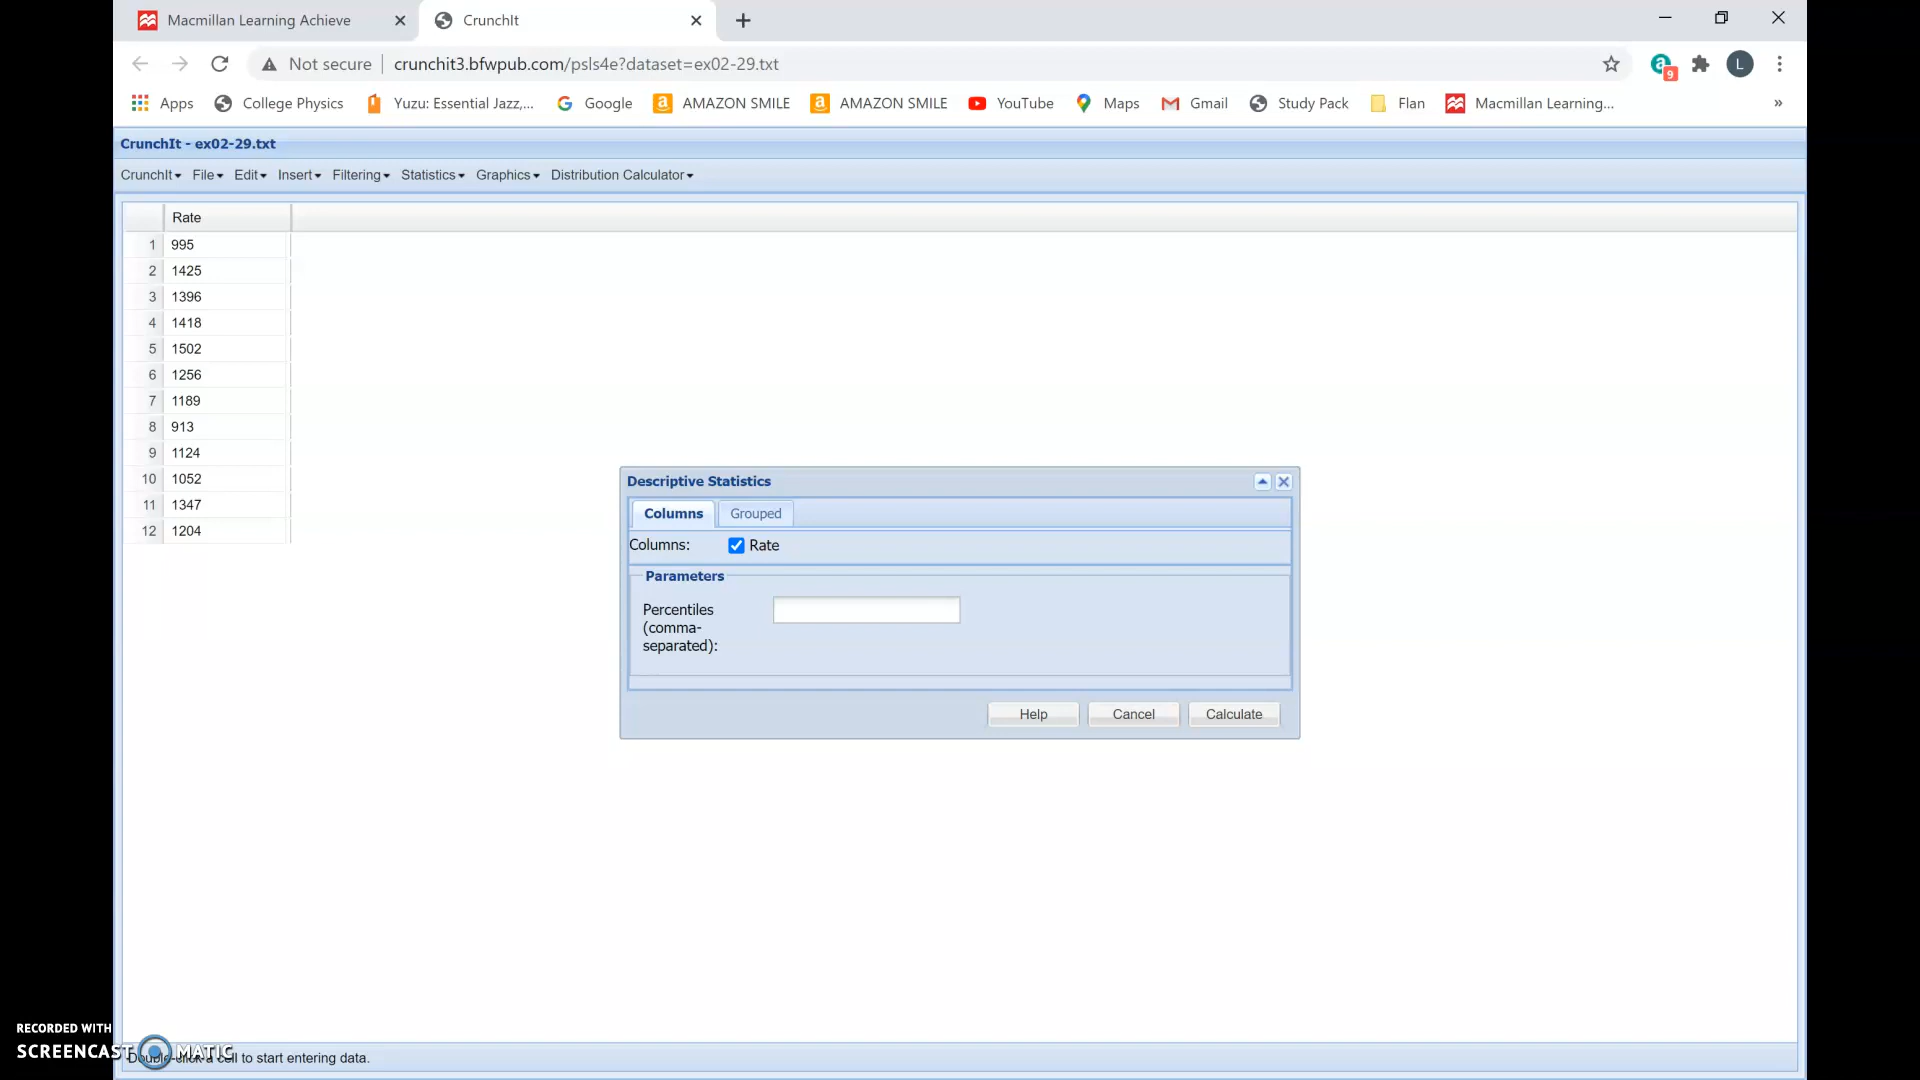 Macmillan Learning Achieve
CrunchIt
Not secure | crunchit3.bfwpub.com/psls4e?dataset=ex02-29.txt
9
L
Apps College Physics Yuzu: Essential Jazz,... Google AMAZON SMILE AMAZON SMILE YouTube Maps Gmail Study Pack Flan Macmillan Learning... »
CrunchIt - ex02-29.txt
CrunchIt File Edit Insert Filtering Statistics Graphics Distribution Calculator
Rate
1 995
2 1425
3 1396
4 1418
5 1502
6 1256
7 1189
8 913
9 1124
10 1052
11 1347
12 1204
Descriptive Statistics
Columns Grouped
Columns: Rate
Parameters
Percentiles
(comma-
separated):
Help Cancel Calculate
RECORDED WITH
SCREENCAST MATIC
Double-click a cell to start entering data.